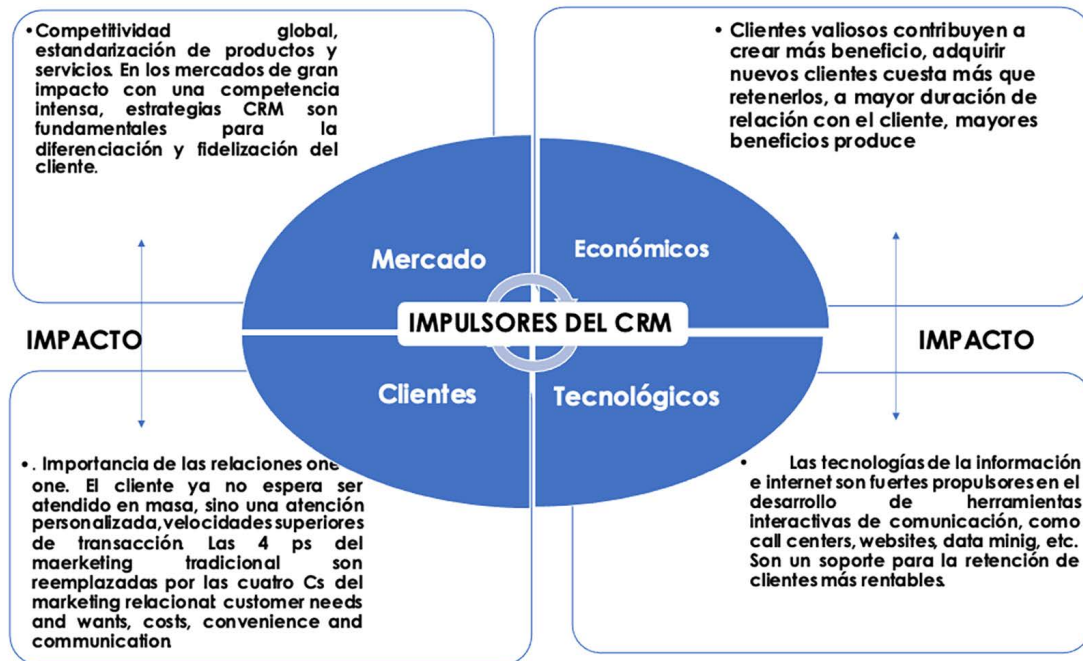 •Competitividad global,
estandarización de productos y
servicios. En los mercados de gran
impacto con una competencia
intensa, estrategias CRM son
fundamentales para la
diferenciación y fidelización del
cliente.
• Clientes valiosos contribuyen a
crear más beneficio, adquirir
nuevos clientes cuesta más que
retenerlos, a mayor duración de
relación con el cliente, mayores
beneficios produce
Mercado
Económicos
IMPULSORES DEL CRM
IMPACTO
IMPACTO
Clientes
Tecnológicos
•. Importancia de las relaciones one
one. El cliente ya no espera ser
atendido en masa, sino una atención
personalizada, velocidades superiores
de transacción. Las 4 ps del
maerketing tradicional son
reemplazadas por las cuatro Cs del
marketing relacional: customer needs
and wants, costs, convenience and
communication.
• Las tecnologías de la información
e internet son fuertes propulsores en el
desarrollo de herramientas
interactivas de comunicación, como
call centers, websites, data minig, etc.
Son un soporte para la retención de
clientes más rentables.